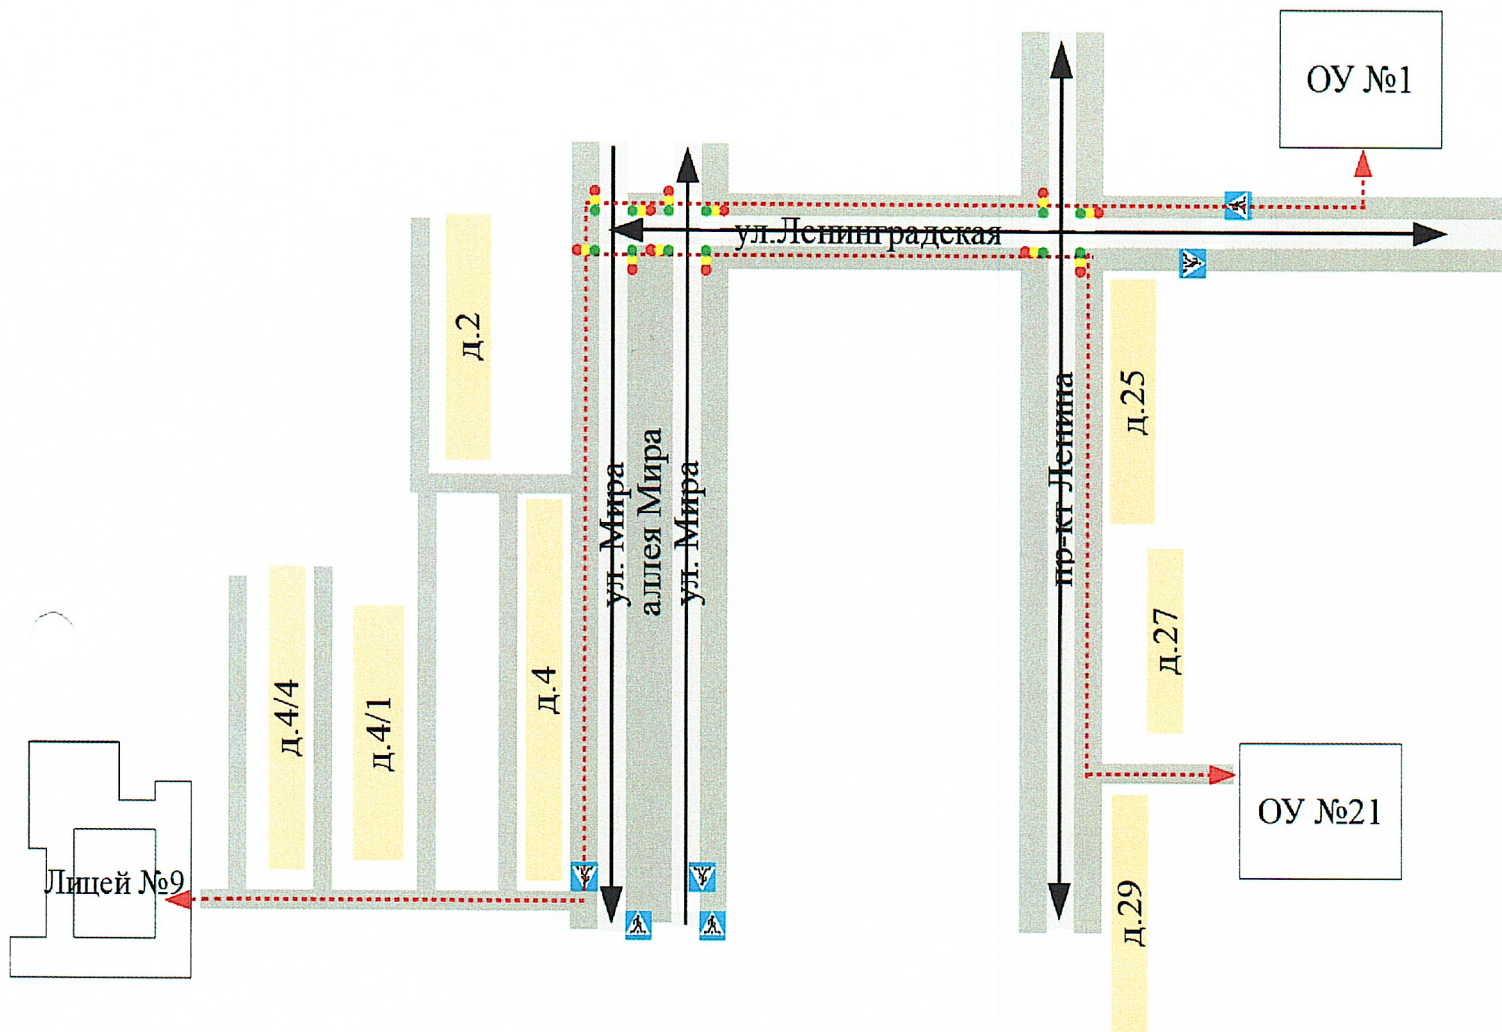 ОУ №1
ул.Ленинградская
д.2
д.25
ул. Мира
аллея Мира
ул. Мира
пр-кт Ленина
д.27
д.4
д.4/4
д.4/1
ОУ №21
Лицей №9
д.29